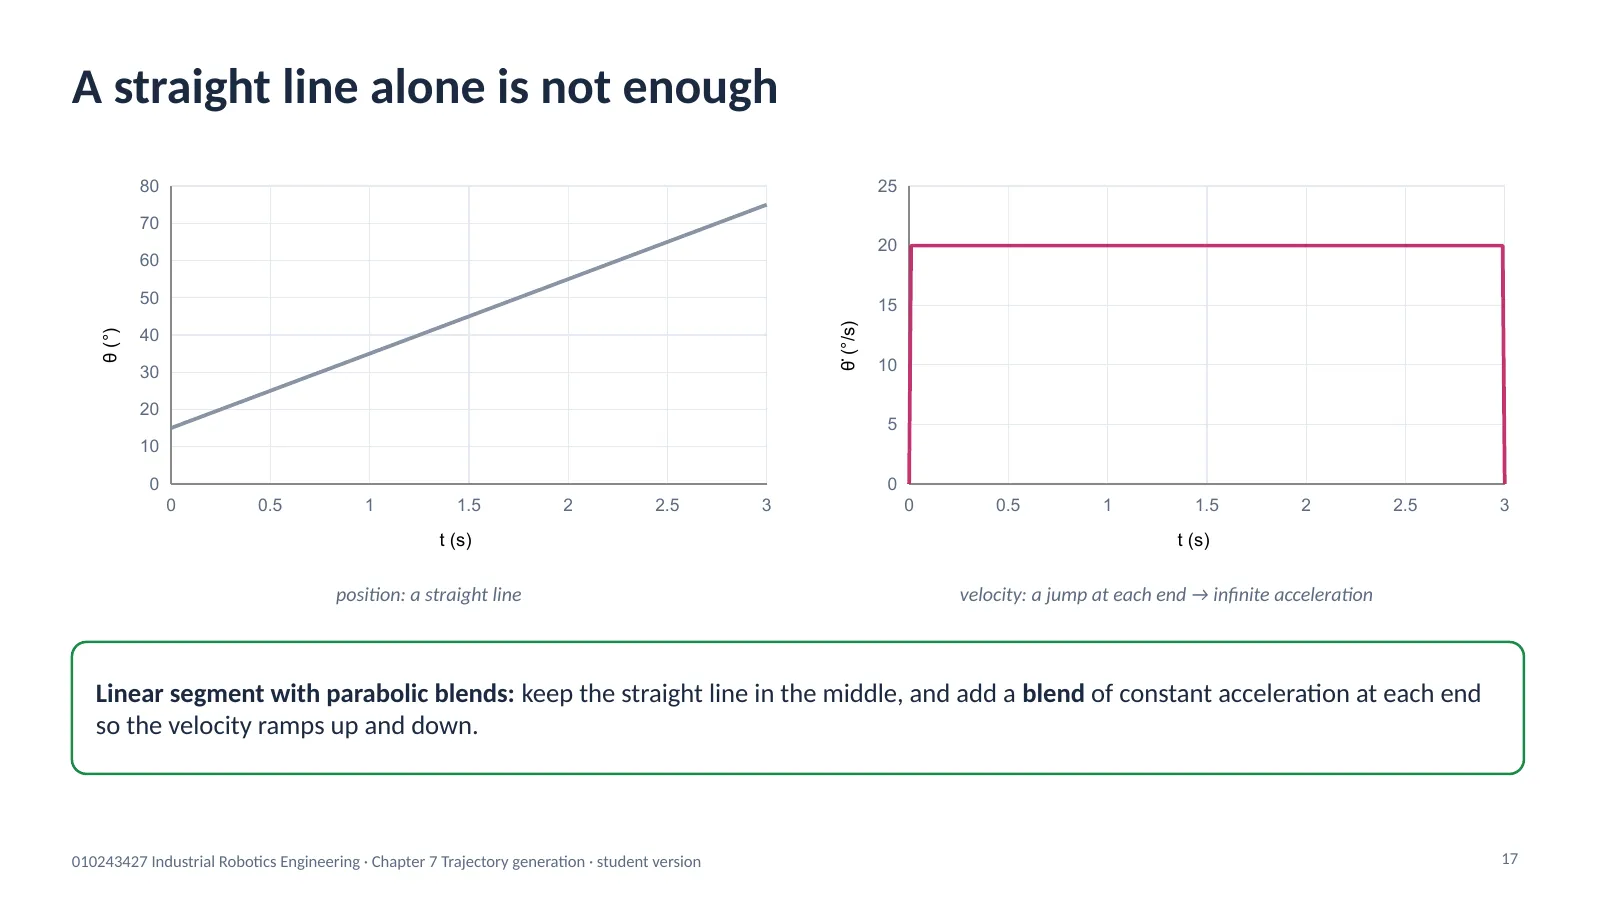 A straight line alone is not enough
80
70
60
50
40
30
20
10
0
θ (°)
0 0.5 1 1.5 2 2.5 3
t (s)
position: a straight line
25
20
15
10
5
0
θ̇ (°/s)
0 0.5 1 1.5 2 2.5 3
t (s)
velocity: a jump at each end → infinite acceleration
Linear segment with parabolic blends: keep the straight line in the middle, and add a blend of constant acceleration at each end
so the velocity ramps up and down.
010243427 Industrial Robotics Engineering · Chapter 7 Trajectory generation · student version
17